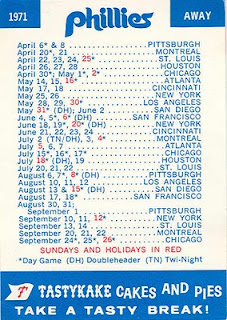 1971
phillies
AWAY
April 6* & 8 PITTSBURGH
April 20*, 21 MONTREAL
April 22, 23, 24, 25* ST. LOUIS
April 26, 27, 28 HOUSTON
April 30*; May 1*, 2* CHICAGO
May 14, 15, 16* ATLANTA
May 17, 18 CINCINNATI
May 25, 26 NEW YORK
May 28, 29, 30 LOS ANGELES
May 31* (DH); June 2 SAN DIEGO
June 4, 5*, 6* (DH) SAN FRANCISCO
June 18, 19*, 20* (DH) NEW YORK
June 21, 22, 23, 24 CINCINNATI
July 2 (TN/DH), 3, 4* MONTREAL
July 5, 6, 7 ATLANTA
July 15*, 16*, 17* CHICAGO
July 18* (DH), 19 HOUSTON
July 20, 21, 22 ST. LOUIS
August 6, 7*, 8* (DH) PITTSBURGH
August 10, 11, 12 LOS ANGELES
August 13 & 15* (DH) SAN DIEGO
August 17, 18* SAN FRANCISCO
August 30, 31;
September 1 PITTSBURGH
September 10, 11, 12* NEW YORK
September 13, 14 ST. LOUIS
September 20, 21, 22 MONTREAL
September 24*, 25*, 26* CHICAGO
SUNDAYS AND HOLIDAYS IN RED
*Day Game (DH) Doubleheader (TN) Twi-Night
T TASTYKAKE CAKES AND PIES
TAKE A TASTY BREAK!